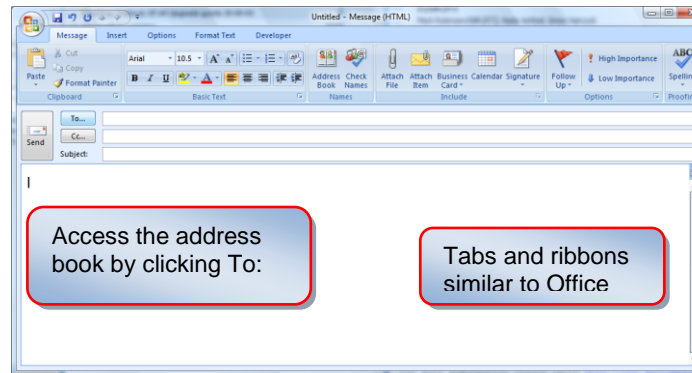 Untitled - Message (HTML)
Message Insert Options Format Text Developer
Cut
Copy
Format Painter
Paste
Clipboard
Arial 10.5
B I U
Basic Text
Address Book
Check Names
Names
Attach File
Attach Item
Business Card
Calendar
Signature
Include
Follow Up
High Importance
Low Importance
Options
ABC
Spelling
Proofin
Send
To...
Cc...
Subject:
Access the address
book by clicking To:
Tabs and ribbons
similar to Office